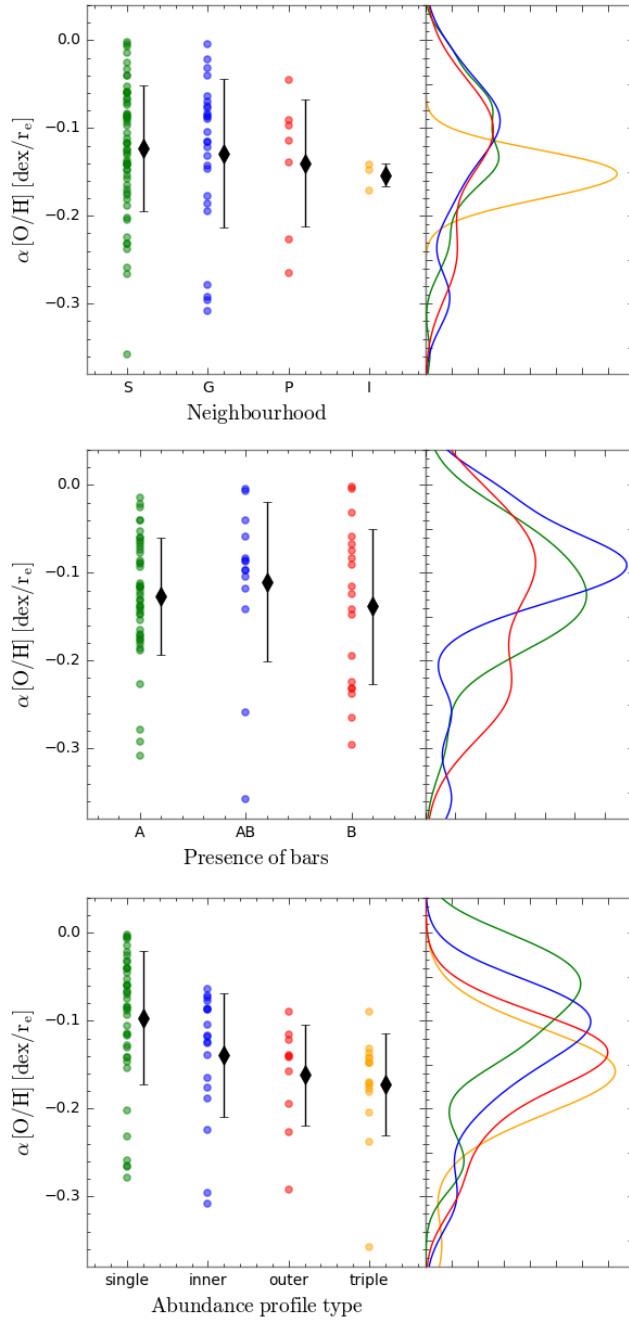 0.0
−0.1
−0.2
−0.3
α [O/H] [dex/r_e]
S G P I
Neighbourhood
0.0
−0.1
−0.2
−0.3
α [O/H] [dex/r_e]
A AB B
Presence of bars
0.0
−0.1
−0.2
−0.3
α [O/H] [dex/r_e]
single inner outer triple
Abundance profile type